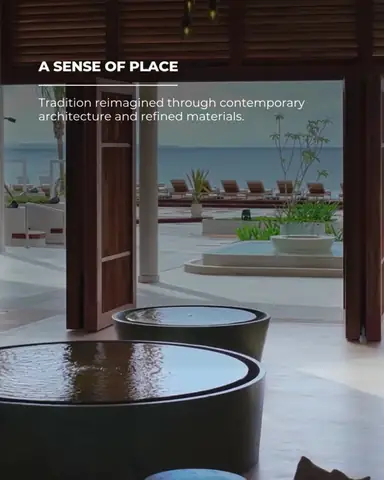 A SENSE OF PLACE
Tradition reimagined through contemporary
architecture and refined materials.